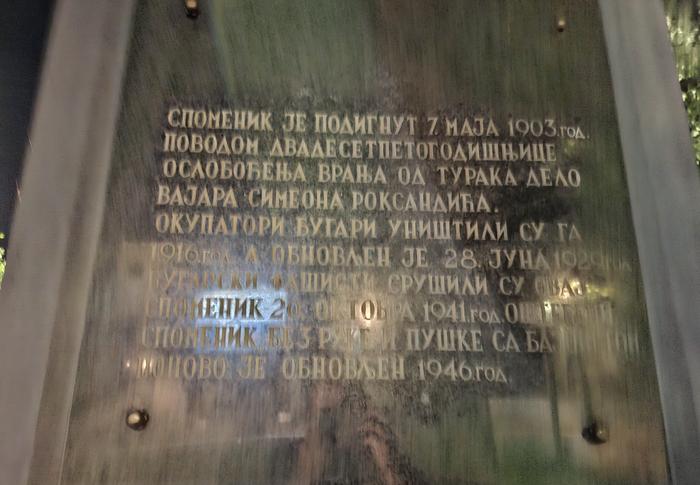 СПОМЕНИК ЈЕ ПОДИГНУТ 7. МАЈА 1903.год.
ПОВОДОМ ДВАДЕСЕТПЕТОГОДИШЊИЦЕ
ОСЛОБОЂЕЊА ВРАЊА ОД ТУРАКА ДЕЛО
ВАЈАРА СИМЕОНА РОКСАНДИЋА.
ОКУПАТОРИ БУГАРИ УНИШТИЛИ СУ ГА
1916.год. А ОБНОВЉЕН ЈЕ 28. ЈУНА
БУГАРСКИ ФАШИСТИ СРУШИЛИ СУ ОВАЈ
СПОМЕНИК ОКТОБРА 1941.год.
СПОМЕНИК БЕЗ РУКЕ И ПУШКЕ СА
ПОНОВО ЈЕ ОБНОВЉЕН 1946.год